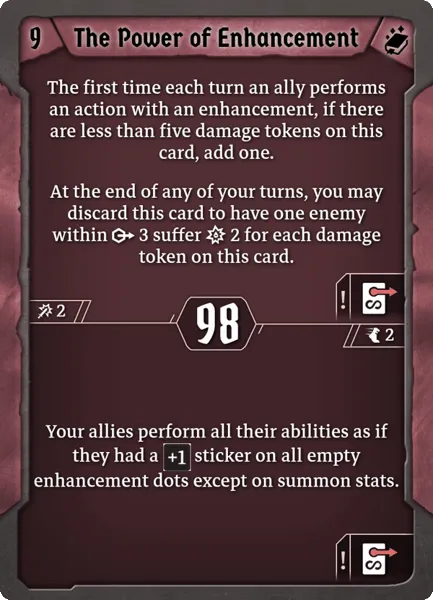 9 The Power of Enhancement
The first time each turn an ally performs
an action with an enhancement, if there
are less than five damage tokens on this
card, add one.
At the end of any of your turns, you may
discard this card to have one enemy
within 3 suffer 2 for each damage
token on this card.
! S
2
98
2
Your allies perform all their abilities as if
they had a +1 sticker on all empty
enhancement dots except on summon stats.
! S